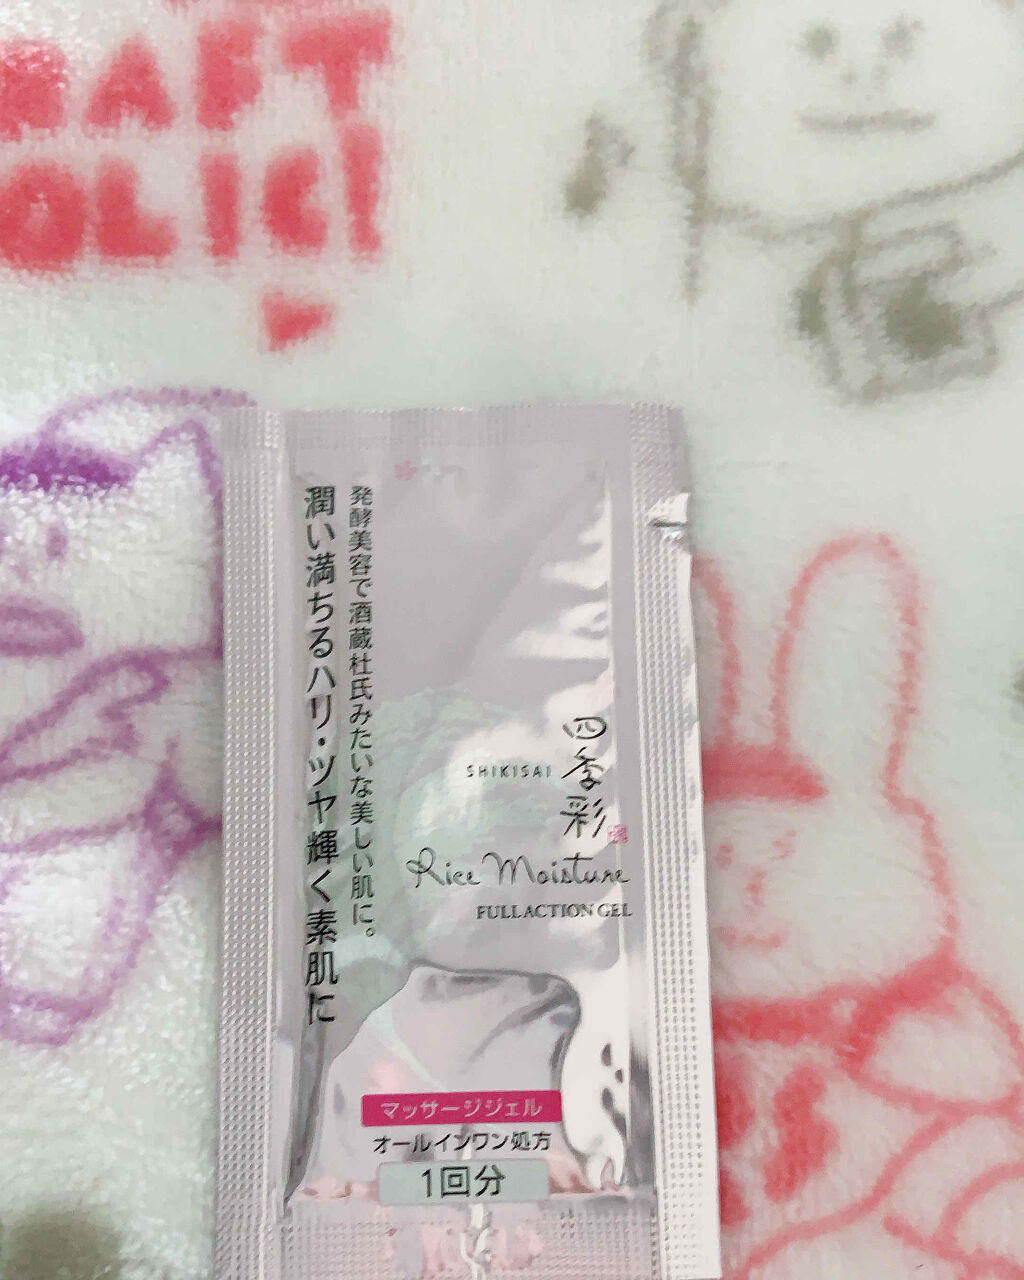 RAFT
OLIC!
発酵美容で酒蔵杜氏みたいな美しい肌に。
潤い満ちるハリ・ツヤ輝く素肌に
四季彩
SHIKISAI
Rice Moisture
FULL ACTION GEL
マッサージジェル
オールインワン処方
1回分